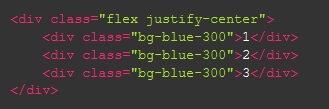 <div class="flex justify-center">
    <div class="bg-blue-300">1</div>
    <div class="bg-blue-300">2</div>
    <div class="bg-blue-300">3</div>
</div>